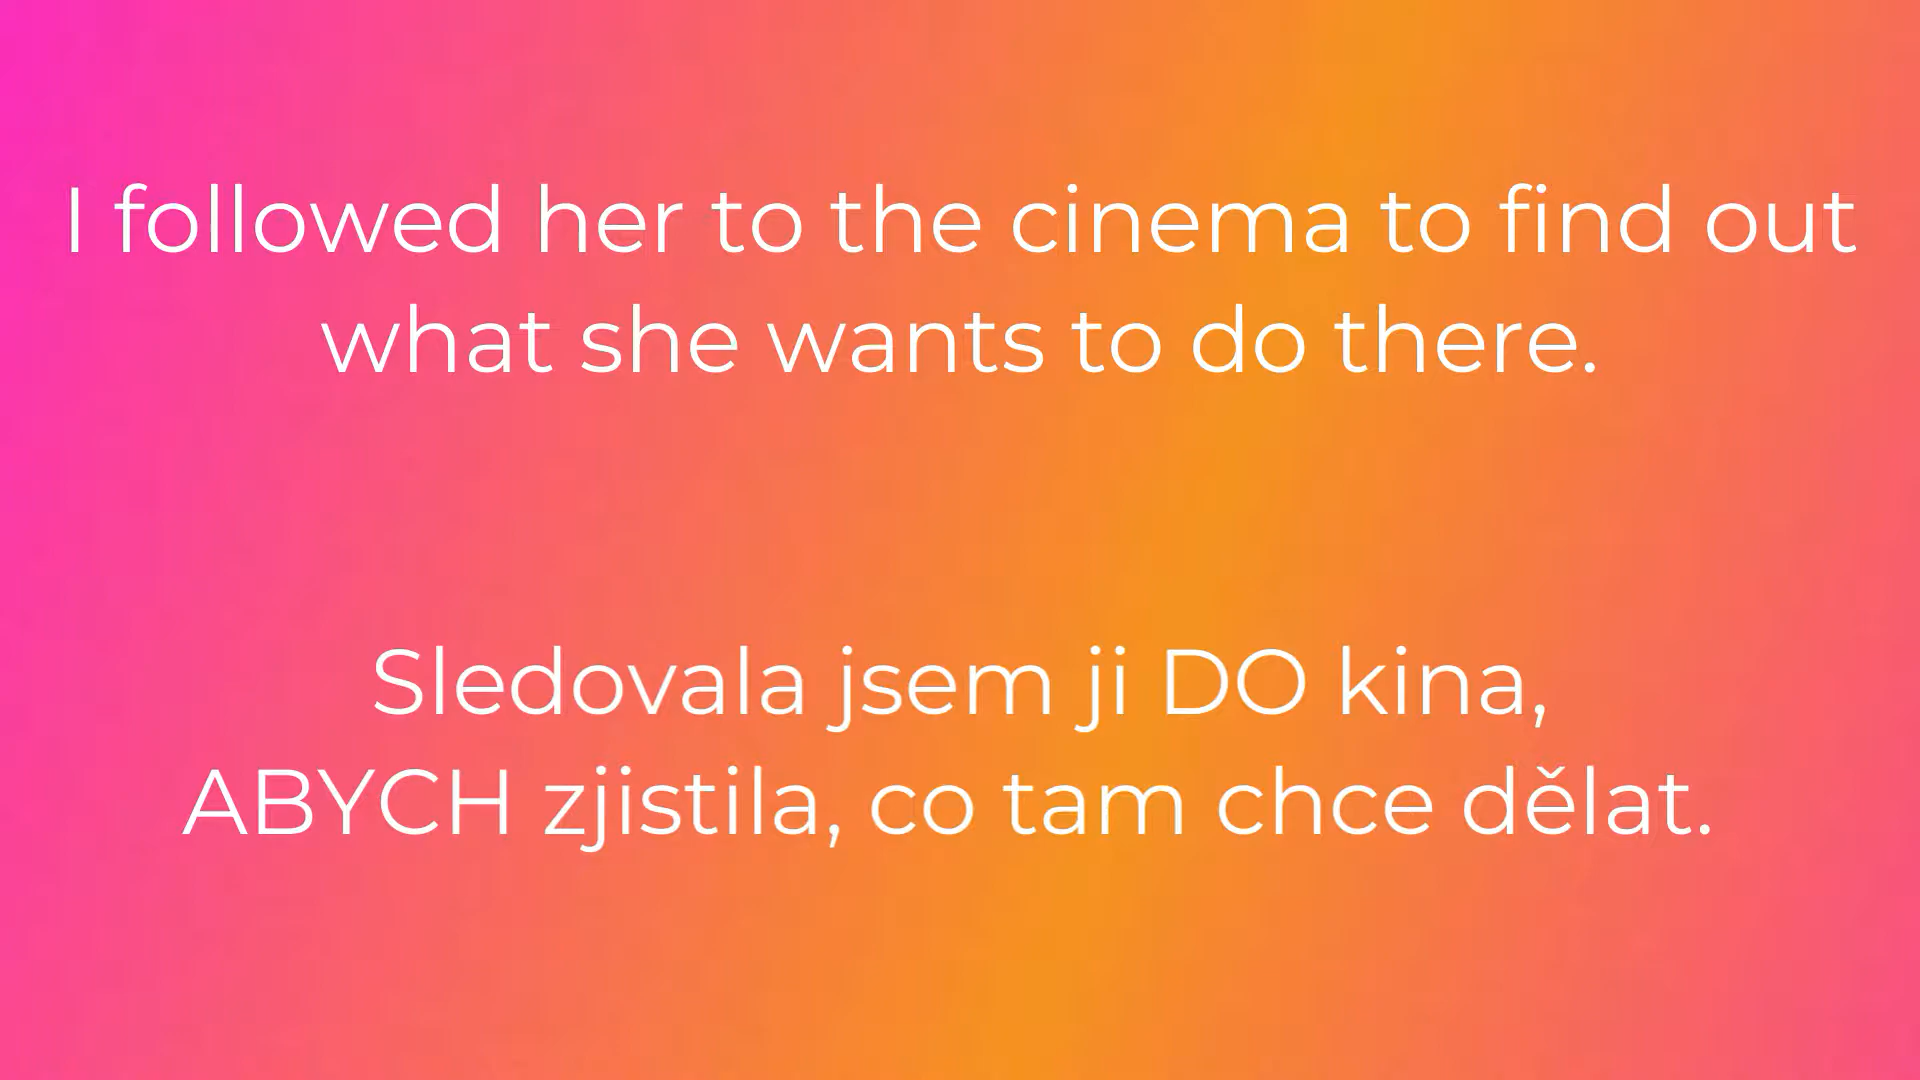 I followed her to the cinema to find out
what she wants to do there.
Sledovala jsem ji DO kina,
ABYCH zjistila, co tam chce dělat.